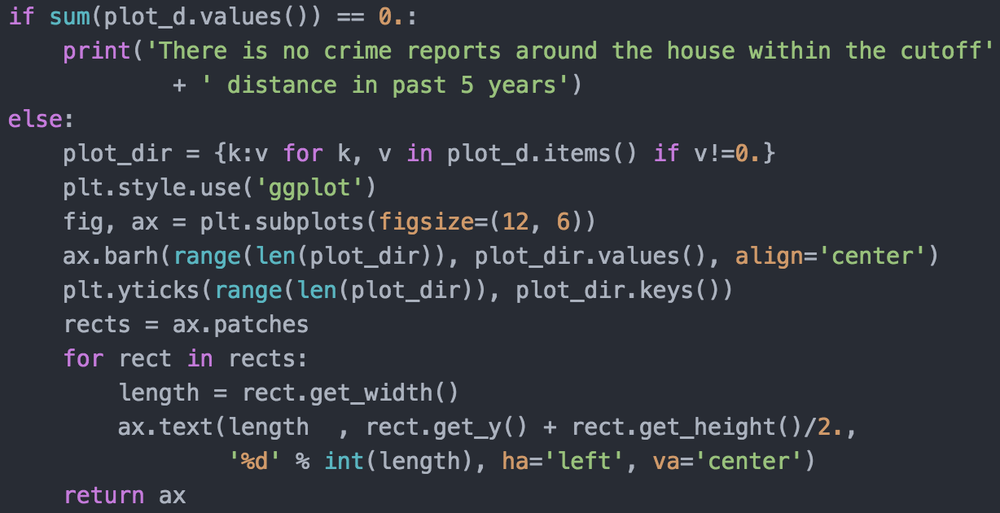 if sum(plot_d.values()) == 0.:
    print('There is no crime reports around the house within the cutoff'
            + ' distance in past 5 years')
else:
    plot_dir = {k:v for k, v in plot_d.items() if v!=0.}
    plt.style.use('ggplot')
    fig, ax = plt.subplots(figsize=(12, 6))
    ax.barh(range(len(plot_dir)), plot_dir.values(), align='center')
    plt.yticks(range(len(plot_dir)), plot_dir.keys())
    rects = ax.patches
    for rect in rects:
        length = rect.get_width()
        ax.text(length  , rect.get_y() + rect.get_height()/2.,
                '%d' % int(length), ha='left', va='center')
    return ax